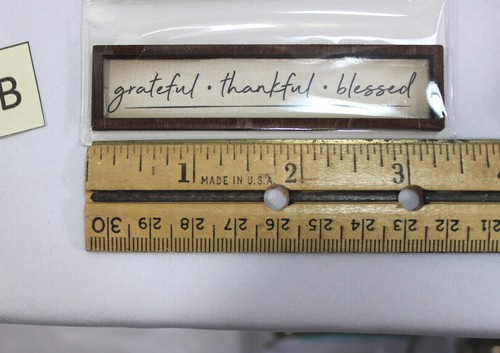 B
grateful • thankful • blessed
1 2 3
MADE IN U.S.A.
30 29 28 27 26 25 24 23 22 21